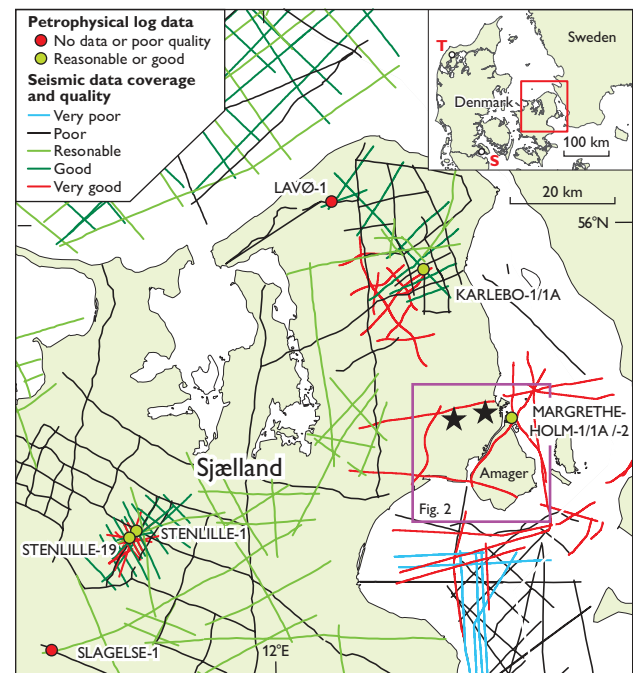 Petrophysical log data
No data or poor quality
Reasonable or good
Seismic data coverage
and quality
Very poor
Poor
Resonable
Good
Very good
Sweden
T
Denmark
S
100 km
20 km
56°N
LAVØ-1
KARLEBO-1/1A
MARGRETHE-
HOLM-1/1A /-2
Sjælland
Amager
Fig. 2
STENLILLE-1
STENLILLE-19
SLAGELSE-1
12°E